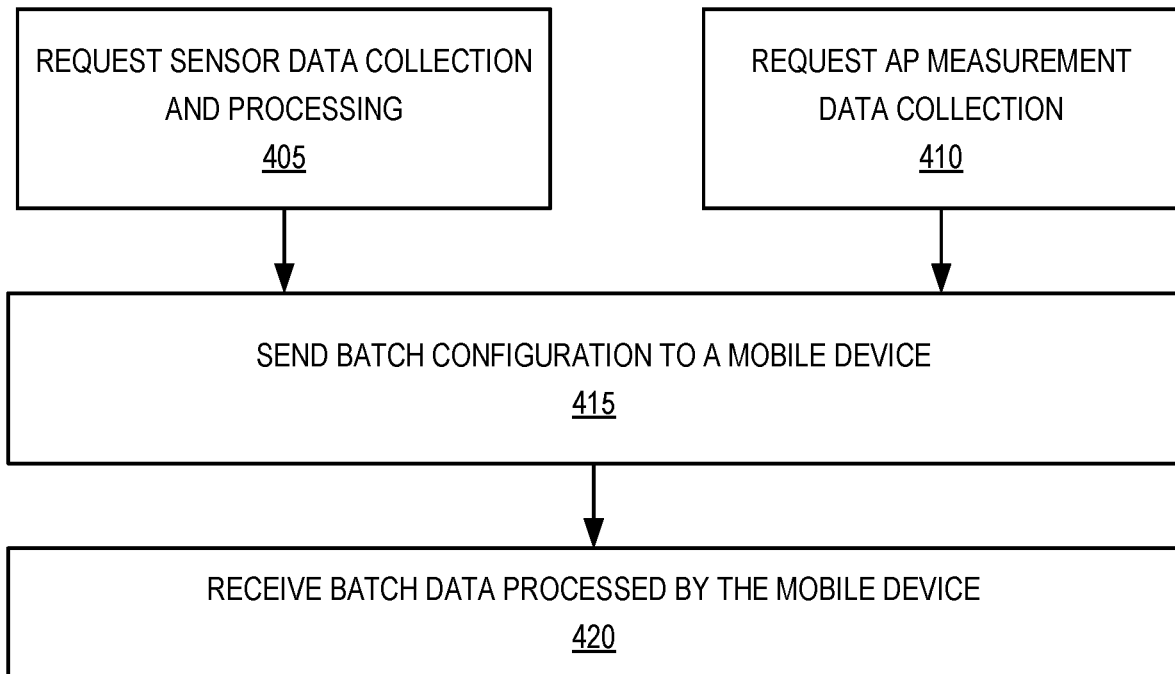 REQUEST SENSOR DATA COLLECTION
AND PROCESSING
405
REQUEST AP MEASUREMENT
DATA COLLECTION
410
SEND BATCH CONFIGURATION TO A MOBILE DEVICE
415
RECEIVE BATCH DATA PROCESSED BY THE MOBILE DEVICE
420